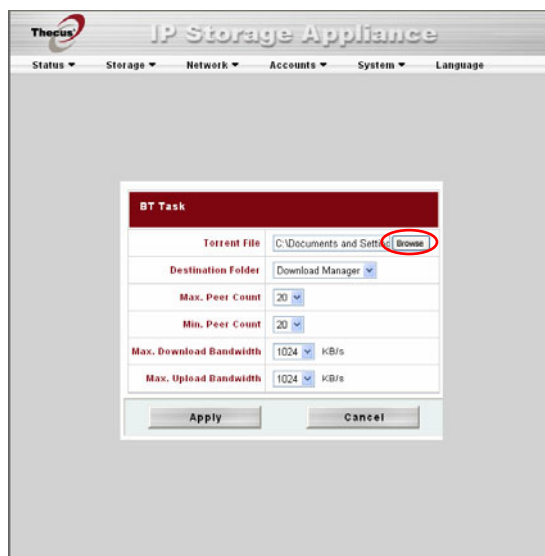 Thecus IP Storage Appliance
Status Storage Network Accounts System Language
BT Task
Torrent File C:\Documents and Setting Browse
Destination Folder Download Manager
Max. Peer Count 20
Min. Peer Count 20
Max. Download Bandwidth 1024 KB/s
Max. Upload Bandwidth 1024 KB/s
Apply Cancel